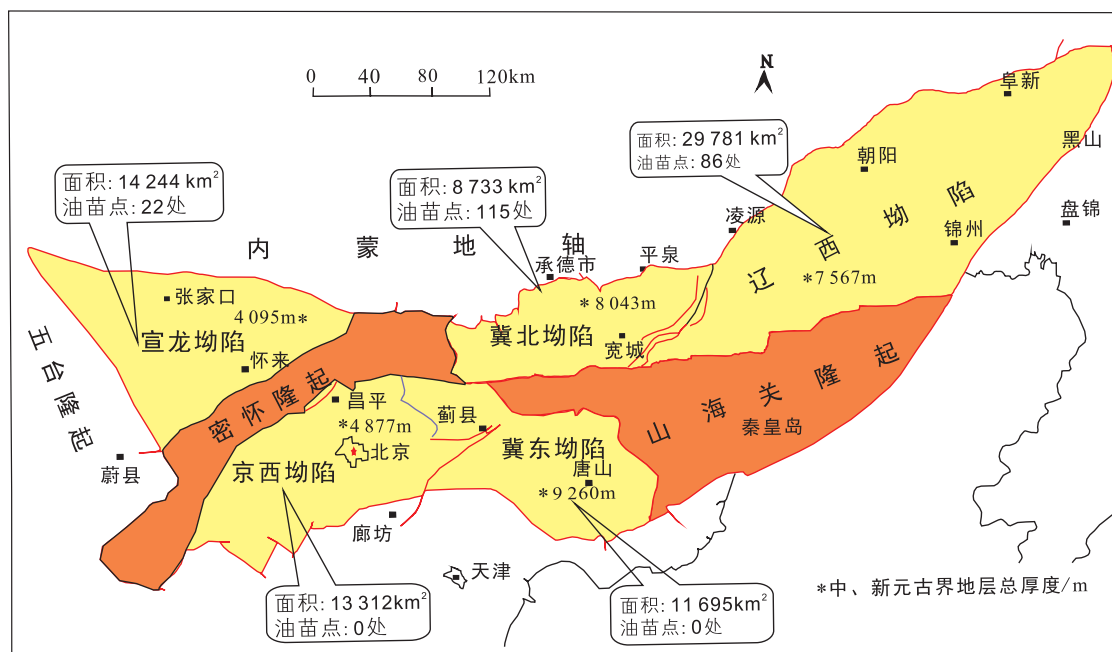 0 40 80 120km
N
阜新
黑山
面积: 29 781 km²
油苗点: 86处
朝阳
面积: 14 244 km²
油苗点: 22处
面积: 8 733 km²
油苗点: 115处
凌源
盘锦
锦州
内蒙地轴
承德市
平泉
辽西坳陷
*7 567m
张家口
4 095m*
宣龙坳陷
怀来
*8 043m
冀北坳陷
宽城
五台隆起
密怀隆起
山海关隆起
秦皇岛
昌平
蓟县
*4 877m
北京
京西坳陷
冀东坳陷
唐山
*9 260m
蔚县
廊坊
天津
面积: 13 312km²
油苗点: 0处
面积: 11 695km²
油苗点: 0处
*中、新元古界地层总厚度/m